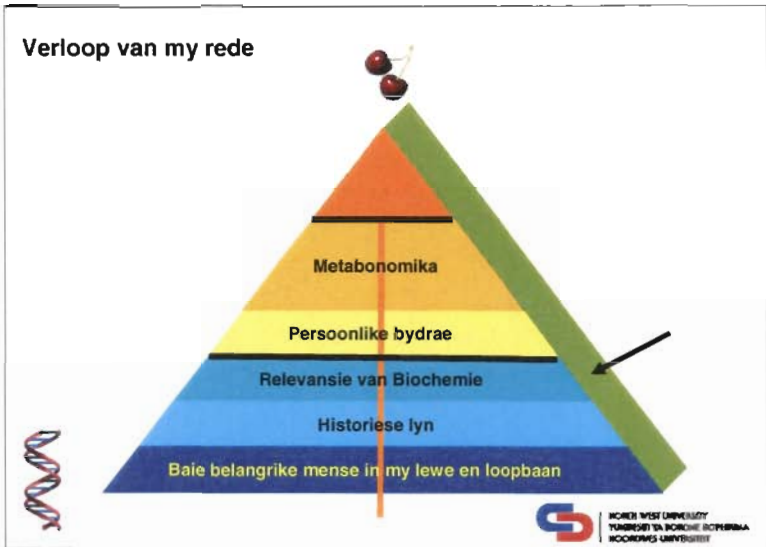 Verloop van my rede
Metabonomika
Persoonlike bydrae
Relevansie van Biochemie
Historiese lyn
Baie belangrike mense in my lewe en loopbaan
NORTH WEST UNIVERSITY
YUNIBESITI YA BOKONE BOPHIRIMA
NOORDWES-UNIVERSITEIT